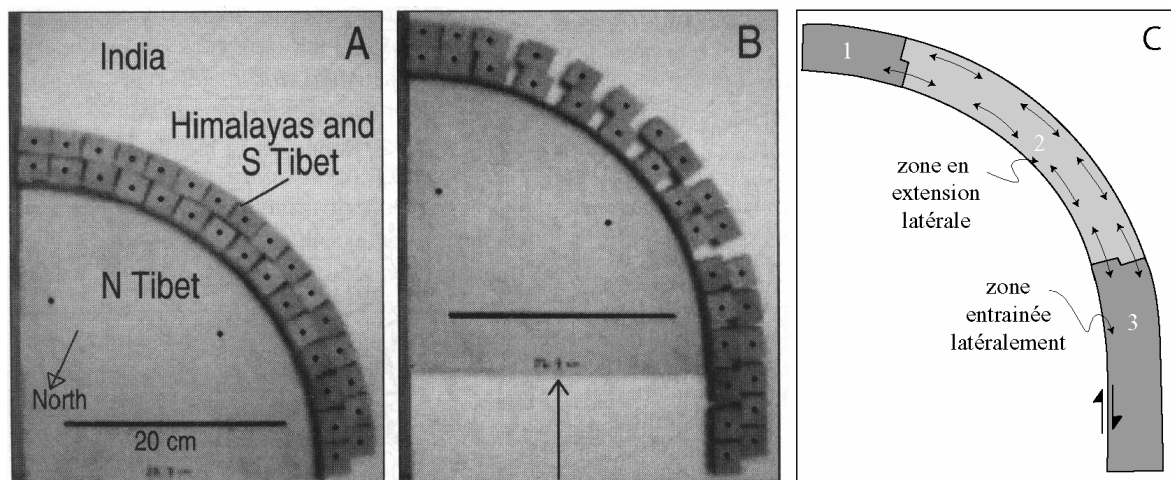 A
India
Himalayas and
S Tibet
N Tibet
North
20 cm
B
C
1
2
zone en
extension
latérale
zone
entrainée
latéralement
3